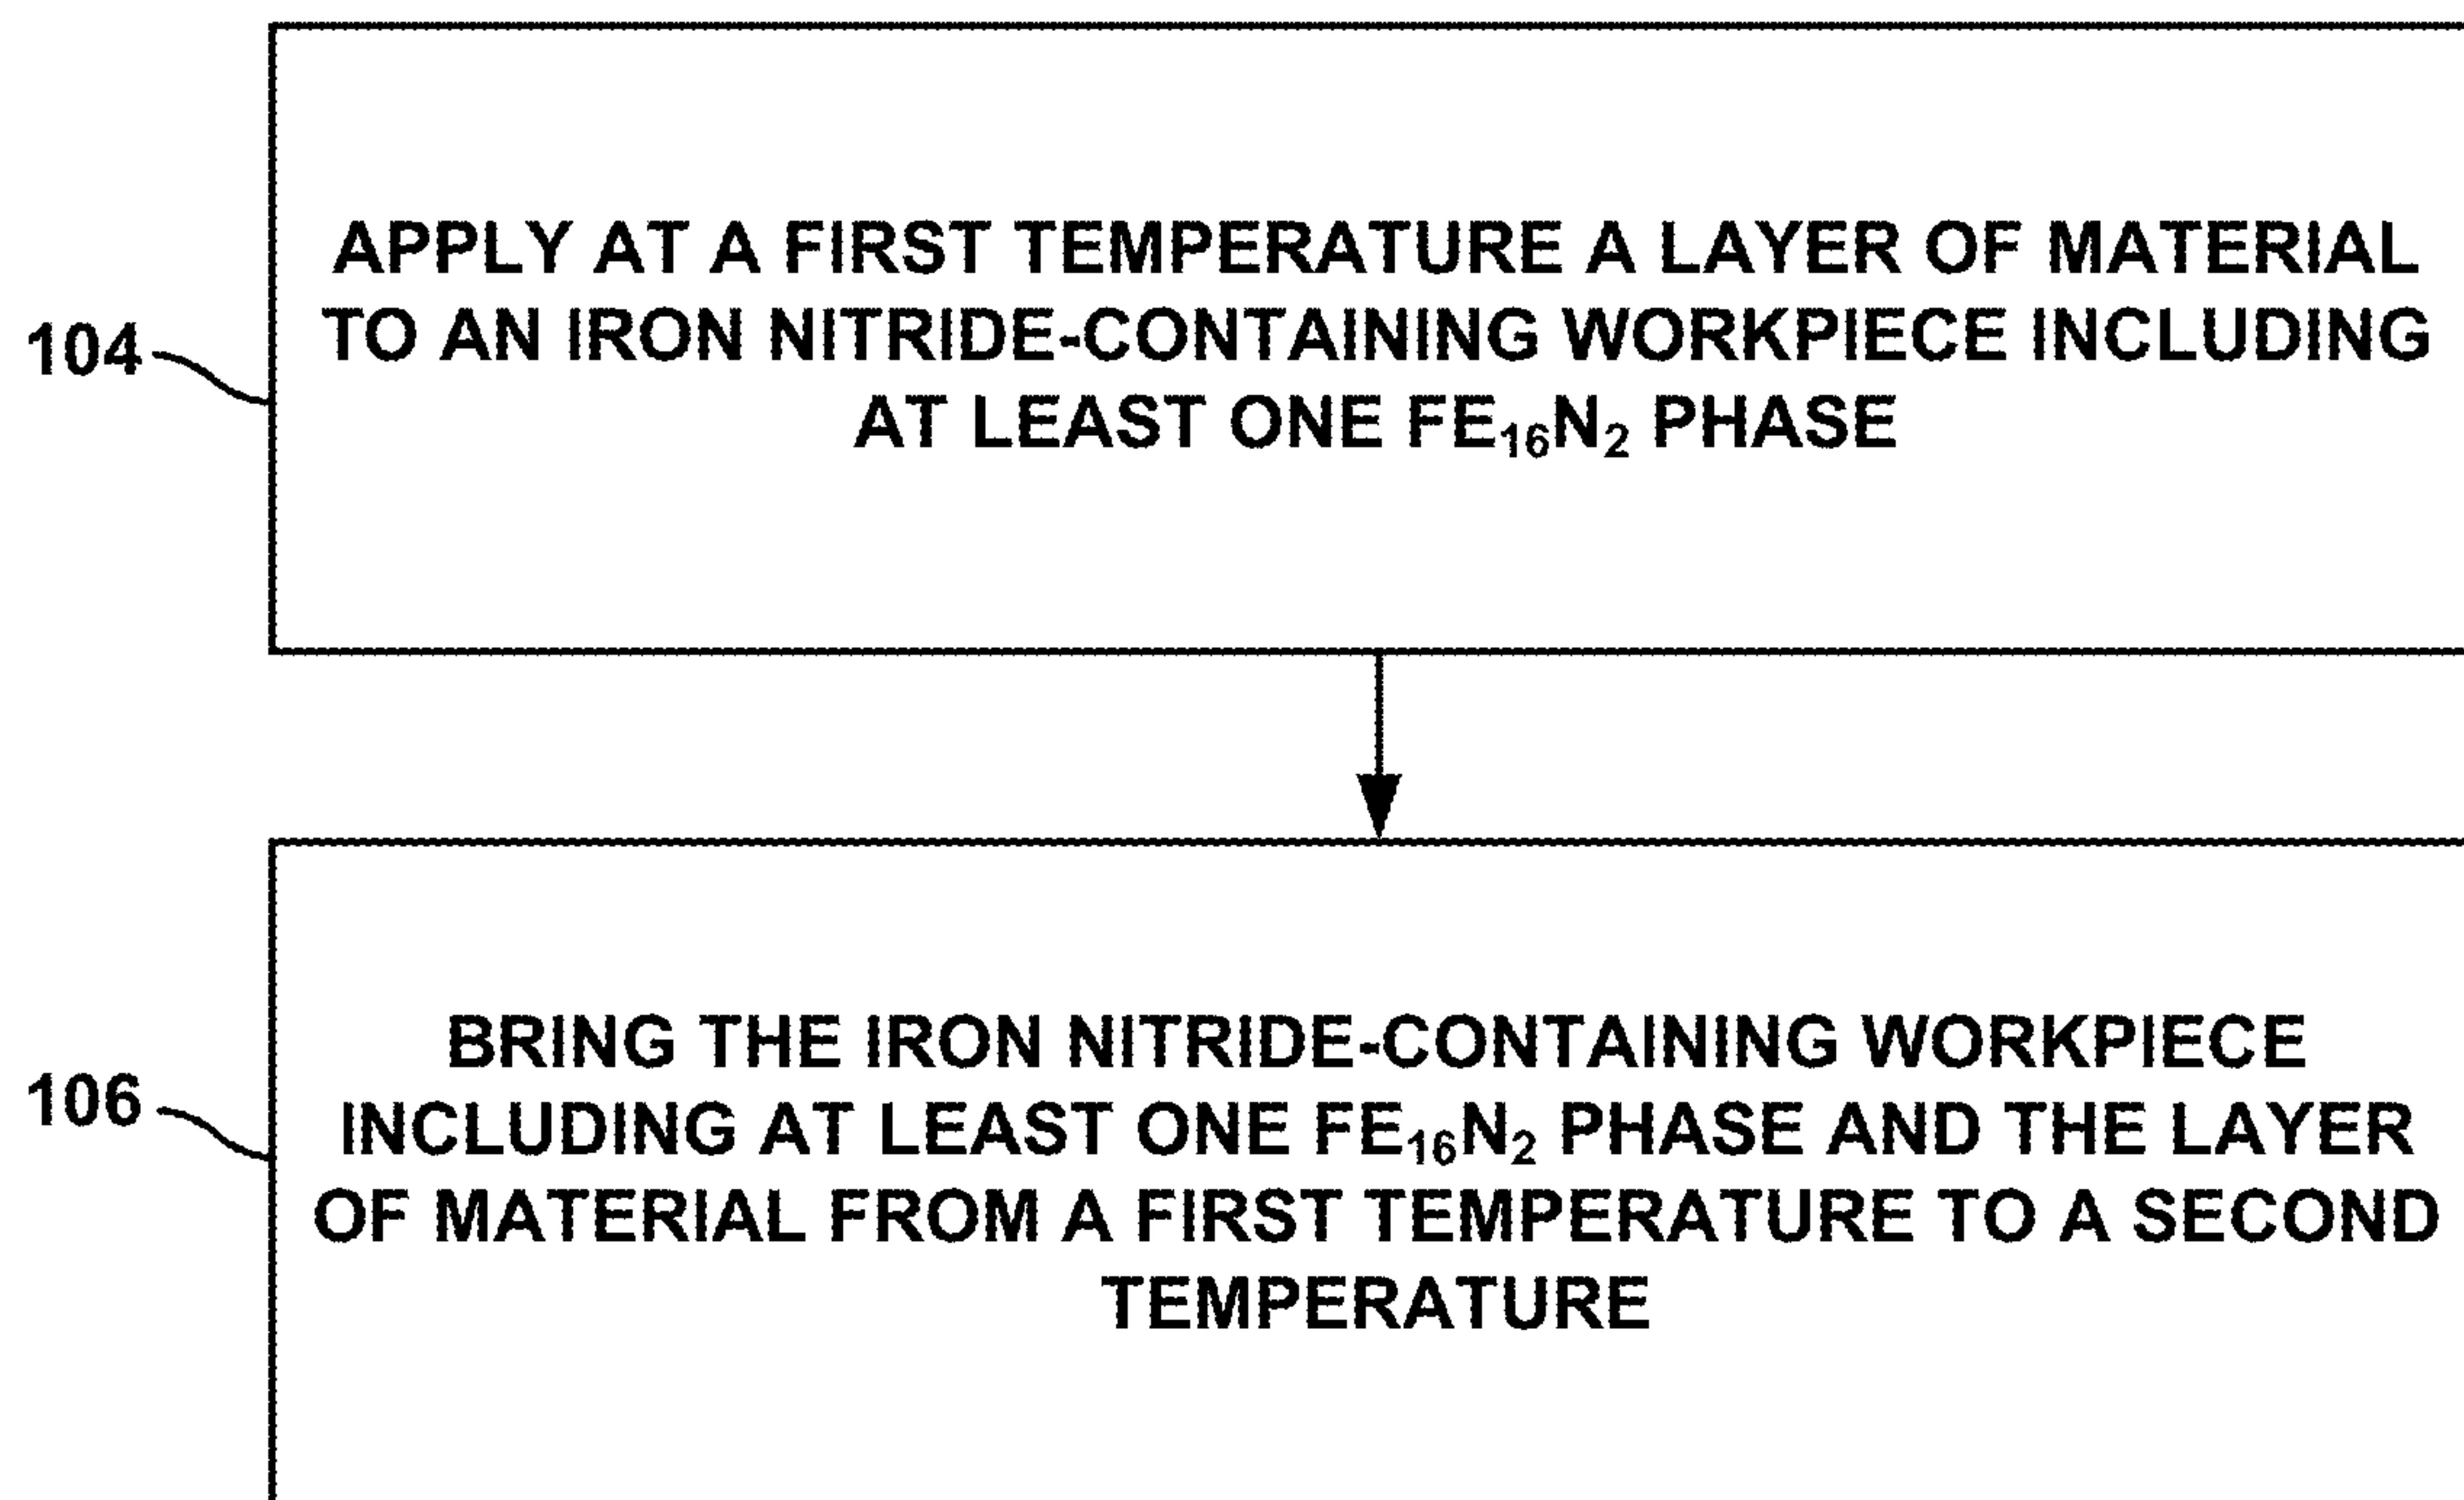 APPLY AT A FIRST TEMPERATURE A LAYER OF MATERIAL
TO AN IRON NITRIDE-CONTAINING WORKPIECE INCLUDING
AT LEAST ONE FE₁₆N₂ PHASE
104
BRING THE IRON NITRIDE-CONTAINING WORKPIECE
INCLUDING AT LEAST ONE FE₁₆N₂ PHASE AND THE LAYER
OF MATERIAL FROM A FIRST TEMPERATURE TO A SECOND
TEMPERATURE
106